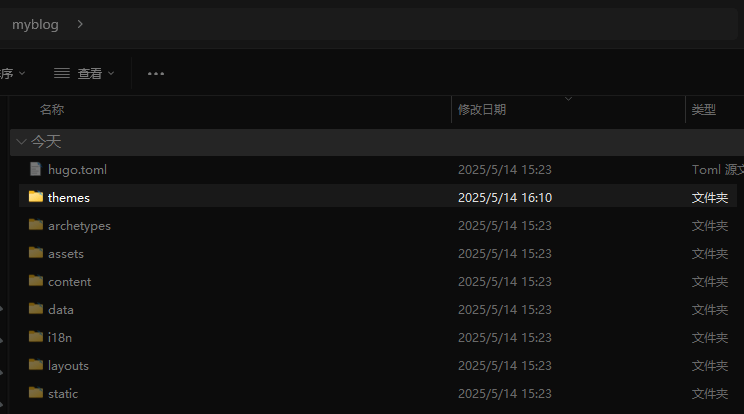 myblog
序 查看
名称 修改日期 类型
今天
hugo.toml 2025/5/14 15:23 Toml 源文
themes 2025/5/14 16:10 文件夹
archetypes 2025/5/14 15:23 文件夹
assets 2025/5/14 15:23 文件夹
content 2025/5/14 15:23 文件夹
data 2025/5/14 15:23 文件夹
i18n 2025/5/14 15:23 文件夹
layouts 2025/5/14 15:23 文件夹
static 2025/5/14 15:23 文件夹